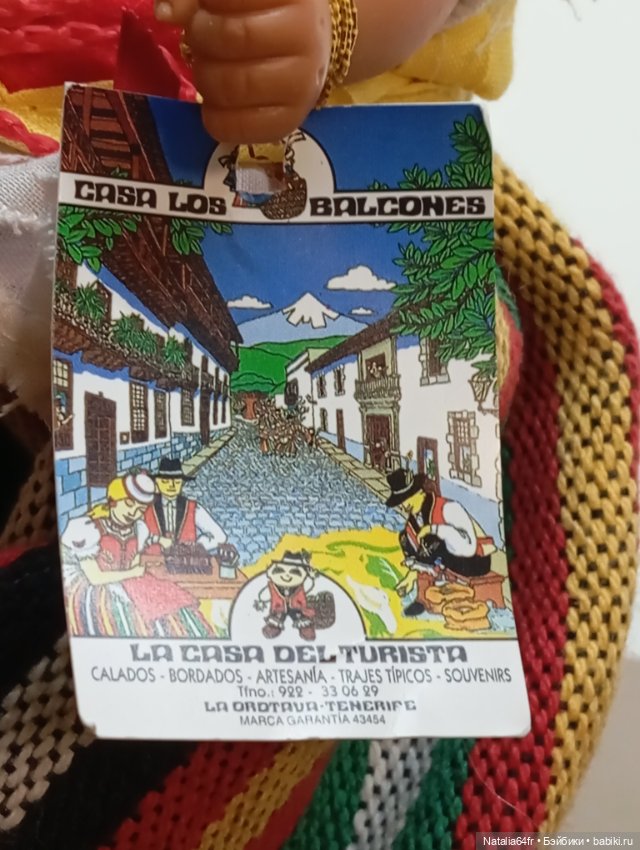 CASA LOS BALCONES
LA CASA DEL TURISTA
CALADOS - BORDADOS - ARTESANÍA - TRAJES TÍPICOS - SOUVENIRS
Tfno.: 922 - 33 06 29
LA OROTAVA-TENERIFE
MARCA GARANTÍA 43454
Natalia64fr • Бэйбики • babiki.ru